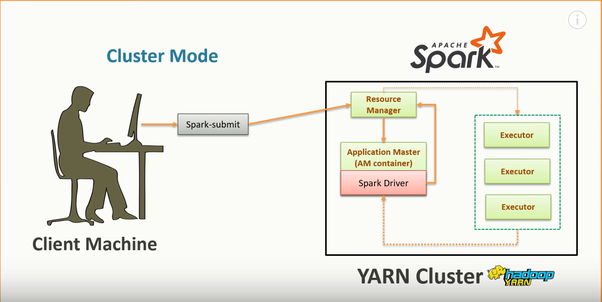 Cluster Mode
APACHE
Spark
Spark-submit
Resource
Manager
Application Master
(AM container)
Spark Driver
Executor
Executor
Executor
Client Machine
YARN Cluster
hadoop
YARN